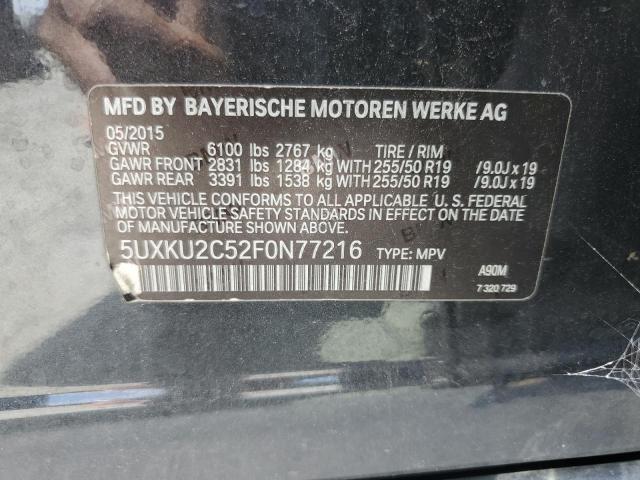 MFD BY BAYERISCHE MOTOREN WERKE AG
05/2015
GVWR 6100 lbs 2767 kg TIRE / RIM
GAWR FRONT 2831 lbs 1284 kg WITH 255/50 R19 /9.0J x 19
GAWR REAR 3391 lbs 1538 kg WITH 255/50 R19 /9.0J x 19
THIS VEHICLE CONFORMS TO ALL APPLICABLE U. S. FEDERAL
MOTOR VEHICLE SAFETY STANDARDS IN EFFECT ON THE DATE
OF MANUFACTURE SHOWN ABOVE.
5UXKU2C52F0N77216 TYPE: MPV
A90M
7 320 729